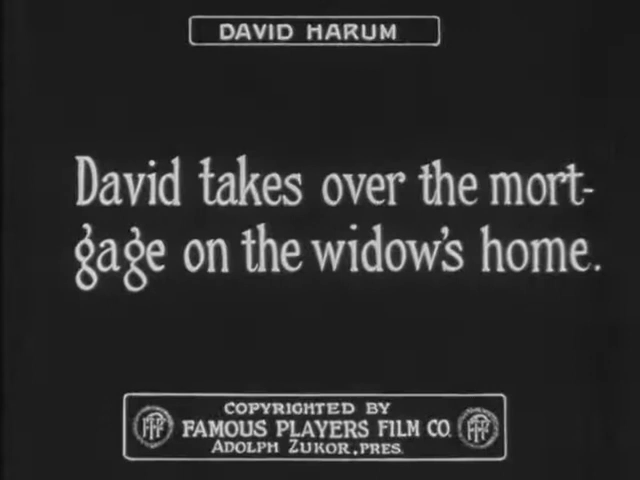 DAVID HARUM
David takes over the mort-
gage on the widow's home.
COPYRIGHTED BY
FAMOUS PLAYERS FILM CO.
ADOLPH ZUKOR, PRES.